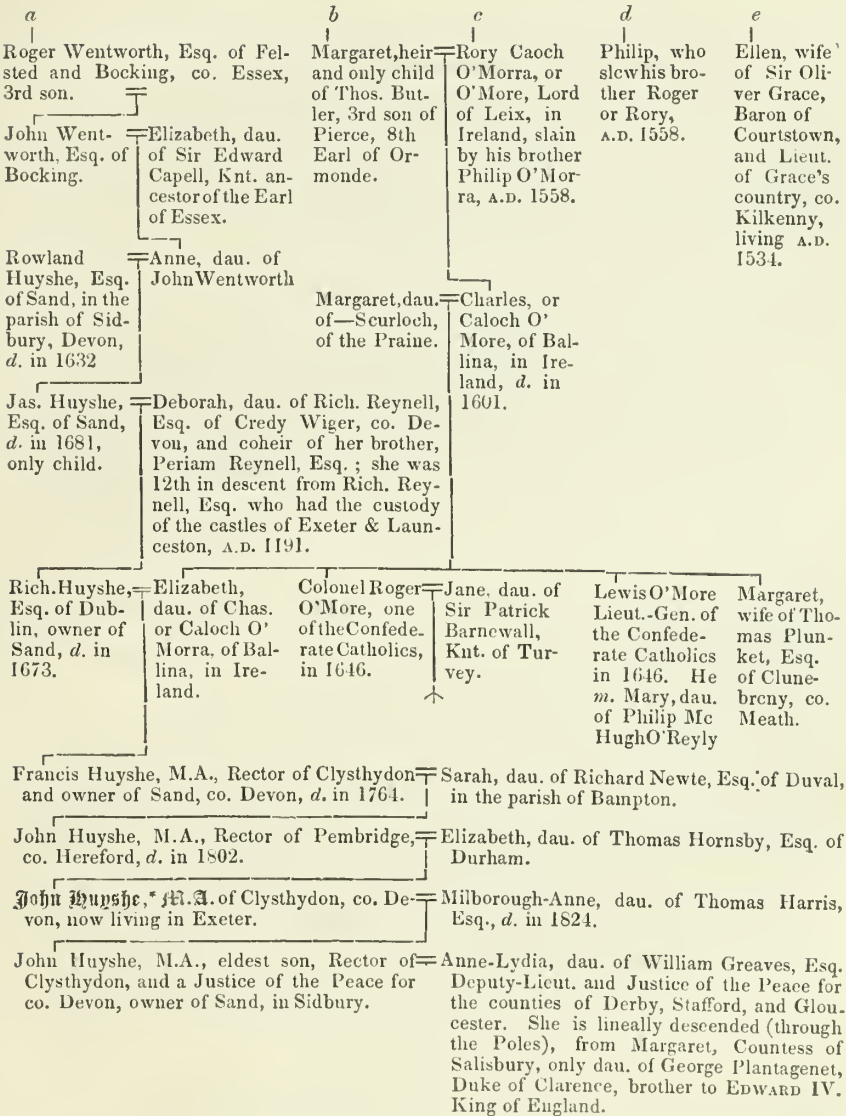 a
b
c
d
e
Roger Wentworth, Esq. of Fel-
sted and Bocking, co. Essex,
3rd son.
Margaret, heir
and only child
of Thos. But-
ler, 3rd son of
Pierce, 8th
Earl of Or-
monde.
Rory Caoch
O'Morra, or
O'More, Lord
of Leix, in
Ireland, slain
by his brother
Philip O'Mor-
ra, A.D. 1558.
Philip, who
slew his bro-
ther Roger
or Rory,
A.D. 1558.
Ellen, wife
of Sir Oli-
ver Grace,
Baron of
Courtstown,
and Lieut.
of Grace's
country, co.
Kilkenny,
living A.D.
1534.
John Went-
worth, Esq. of
Bocking.
Elizabeth, dau.
of Sir Edward
Capell, Knt. an-
cestor of the Earl
of Essex.
Rowland
Huyshe, Esq.
of Sand, in the
parish of Sid-
bury, Devon,
d. in 1632
Anne, dau. of
John Wentworth
Margaret, dau.
of—Scurloch,
of the Praine.
Charles, or
Caloch O'
More, of Bal-
lina, in Ire-
land, d. in
1601.
Jas. Huyshe,
Esq. of Sand,
d. in 1681,
only child.
Deborah, dau. of Rich. Reynell,
Esq. of Credy Wiger, co. De-
von, and coheir of her brother,
Periam Reynell, Esq.; she was
12th in descent from Rich. Rey-
nell, Esq. who had the custody
of the castles of Exeter & Laun-
ceston, A.D. 1191.
Rich. Huyshe,
Esq. of Dub-
lin, owner of
Sand, d. in
1673.
Elizabeth,
dau. of Chas.
or Caloch O'
Morra, of Bal-
lina, in Ire-
land.
Colonel Roger
O'More, one
of the Confede-
rate Catholics,
in 1646.
Jane, dau. of
Sir Patrick
Barnewall,
Knt. of Tur-
vey.
Lewis O'More
Lieut.-Gen. of
the Confede-
rate Catholics
in 1646. He
m. Mary, dau.
of Philip Mc
Hugh O'Reyly
Margaret,
wife of Tho-
mas Plun-
ket, Esq.
of Clune-
breny, co.
Meath.
Francis Huyshe, M.A., Rector of Clysthydon
and owner of Sand, co. Devon, d. in 1764.
Sarah, dau. of Richard Newte, Esq. of Duval,
in the parish of Bampton.
John Huyshe, M.A., Rector of Pembridge,
co. Hereford, d. in 1802.
Elizabeth, dau. of Thomas Hornsby, Esq. of
Durham.
John Huyshe,* M.A. of Clysthydon, co. De-
von, now living in Exeter.
Milborough-Anne, dau. of Thomas Harris,
Esq., d. in 1824.
John Huyshe, M.A., eldest son, Rector of
Clysthydon, and a Justice of the Peace for
co. Devon, owner of Sand, in Sidbury.
Anne-Lydia, dau. of William Greaves, Esq.
Deputy-Lieut. and Justice of the Peace for
the counties of Derby, Stafford, and Glou-
cester. She is lineally descended (through
the Poles), from Margaret, Countess of
Salisbury, only dau. of George Plantagenet,
Duke of Clarence, brother to EDWARD IV.
King of England.